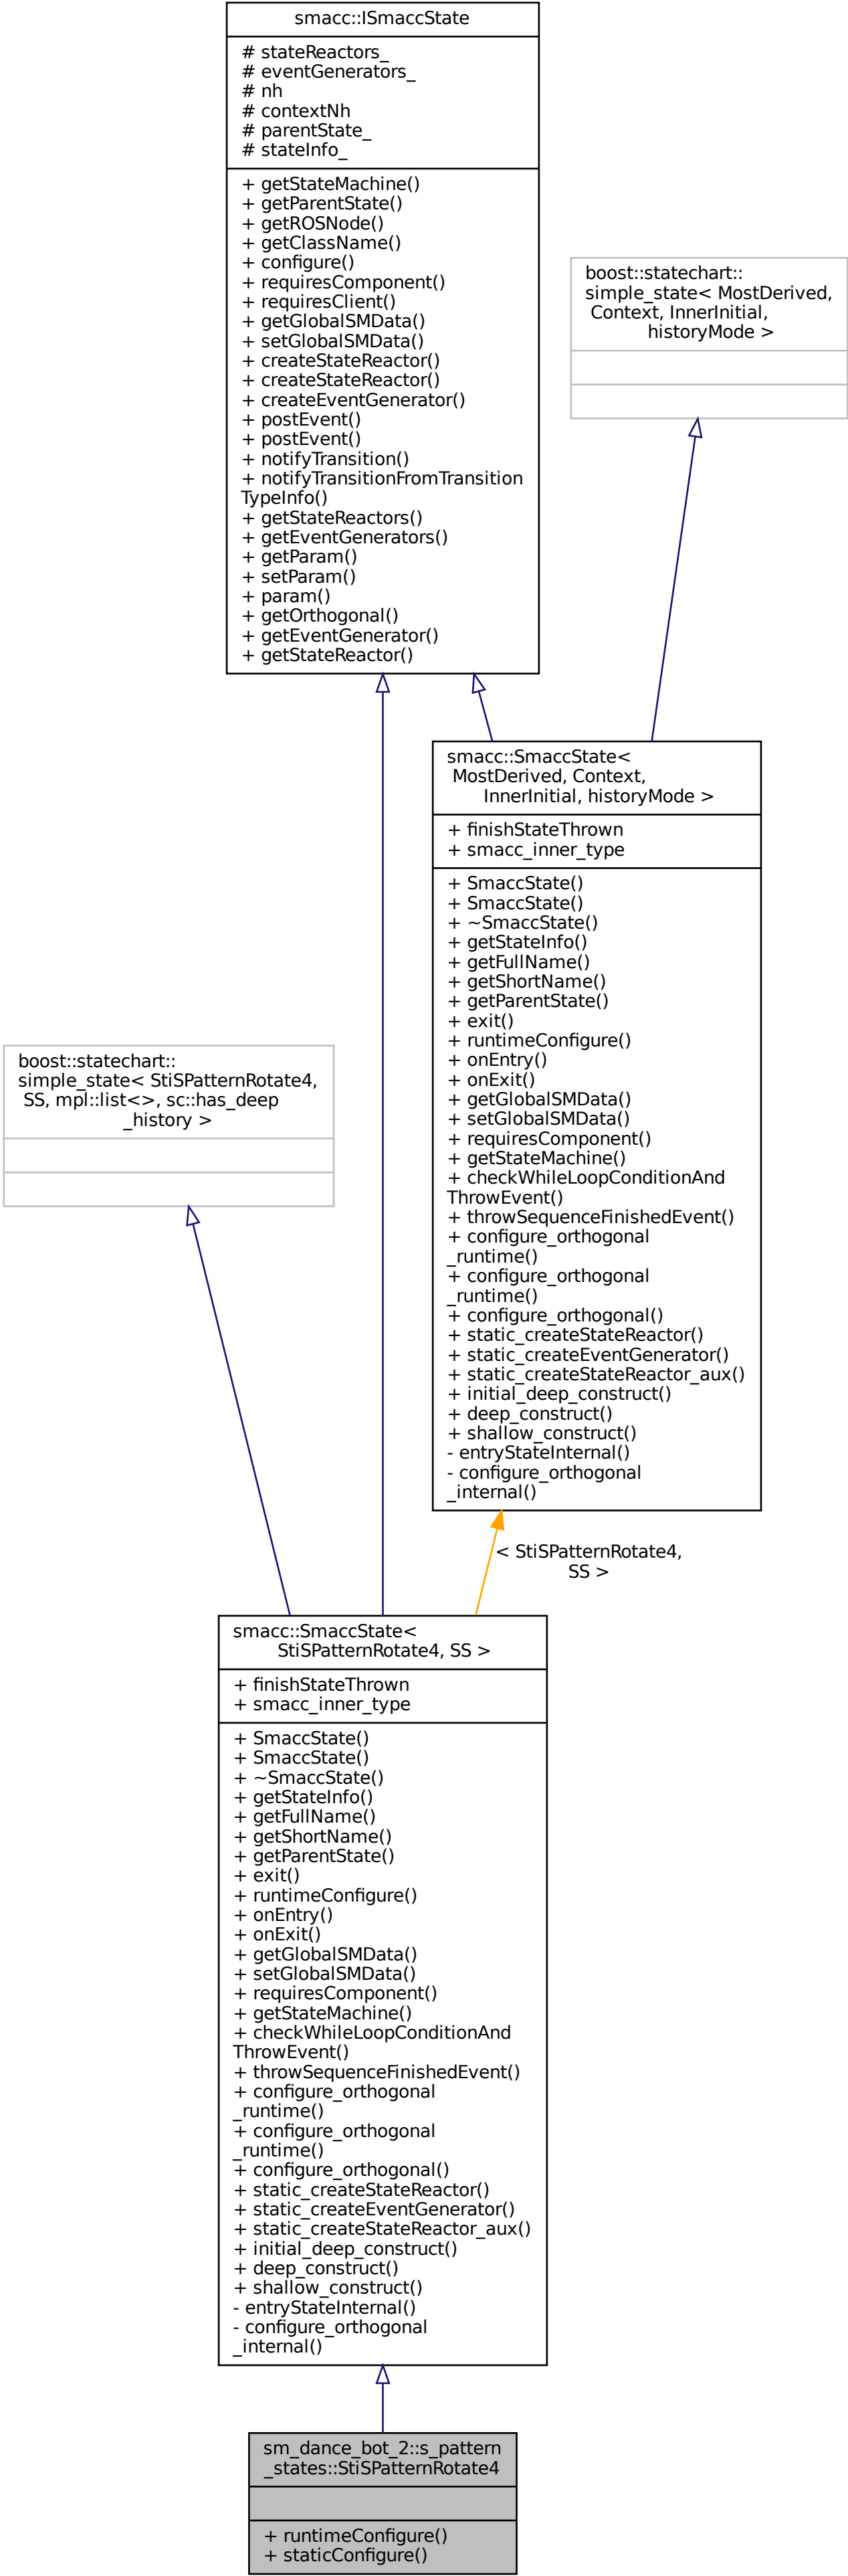 smacc::ISmaccState
# stateReactors_
# eventGenerators_
# nh
# contextNh
# parentState_
# stateInfo_
+ getStateMachine()
+ getParentState()
+ getROSNode()
+ getClassName()
+ configure()
+ requiresComponent()
+ requiresClient()
+ getGlobalSMData()
+ setGlobalSMData()
+ createStateReactor()
+ createStateReactor()
+ createEventGenerator()
+ postEvent()
+ postEvent()
+ notifyTransition()
+ notifyTransitionFromTransition
TypeInfo()
+ getStateReactors()
+ getEventGenerators()
+ getParam()
+ setParam()
+ param()
+ getOrthogonal()
+ getEventGenerator()
+ getStateReactor()
boost::statechart::
simple_state< MostDerived,
Context, InnerInitial,
historyMode >
smacc::SmaccState<
MostDerived, Context,
InnerInitial, historyMode >
+ finishStateThrown
+ smacc_inner_type
+ SmaccState()
+ SmaccState()
+ ~SmaccState()
+ getStateInfo()
+ getFullName()
+ getShortName()
+ getParentState()
+ exit()
+ runtimeConfigure()
+ onEntry()
+ onExit()
+ getGlobalSMData()
+ setGlobalSMData()
+ requiresComponent()
+ getStateMachine()
+ checkWhileLoopConditionAnd
ThrowEvent()
+ throwSequenceFinishedEvent()
+ configure_orthogonal
_runtime()
+ configure_orthogonal
_runtime()
+ configure_orthogonal()
+ static_createStateReactor()
+ static_createEventGenerator()
+ static_createStateReactor_aux()
+ initial_deep_construct()
+ deep_construct()
+ shallow_construct()
- entryStateInternal()
- configure_orthogonal
_internal()
boost::statechart::
simple_state< StiSPatternRotate4,
SS, mpl::list<>, sc::has_deep
_history >
< StiSPatternRotate4,
SS >
smacc::SmaccState<
StiSPatternRotate4, SS >
+ finishStateThrown
+ smacc_inner_type
+ SmaccState()
+ SmaccState()
+ ~SmaccState()
+ getStateInfo()
+ getFullName()
+ getShortName()
+ getParentState()
+ exit()
+ runtimeConfigure()
+ onEntry()
+ onExit()
+ getGlobalSMData()
+ setGlobalSMData()
+ requiresComponent()
+ getStateMachine()
+ checkWhileLoopConditionAnd
ThrowEvent()
+ throwSequenceFinishedEvent()
+ configure_orthogonal
_runtime()
+ configure_orthogonal
_runtime()
+ configure_orthogonal()
+ static_createStateReactor()
+ static_createEventGenerator()
+ static_createStateReactor_aux()
+ initial_deep_construct()
+ deep_construct()
+ shallow_construct()
- entryStateInternal()
- configure_orthogonal
_internal()
sm_dance_bot_2::s_pattern
_states::StiSPatternRotate4
+ runtimeConfigure()
+ staticConfigure()